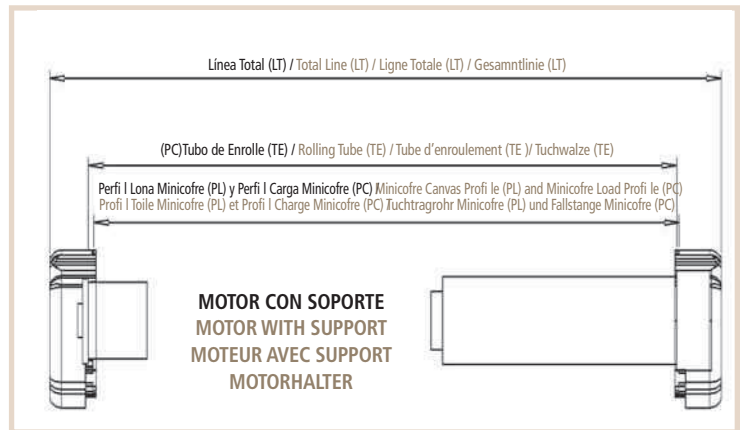 Línea Total (LT) / Total Line (LT) / Ligne Totale (LT) / Gesamntlinie (LT)
(PC)Tubo de Enrolle (TE) / Rolling Tube (TE) / Tube d'enroulement (TE )/ Tuchwalze (TE)
Perfi l Lona Minicofre (PL) y Perfi l Carga Minicofre (PC) /Minicofre Canvas Profi le (PL) and Minicofre Load Profi le (PC)
Profi l Toile Minicofre (PL) et Profi l Charge Minicofre (PC) /Tuchtragrohr Minicofre (PL) und Fallstange Minicofre (PC)
MOTOR CON SOPORTE
MOTOR WITH SUPPORT
MOTEUR AVEC SUPPORT
MOTORHALTER